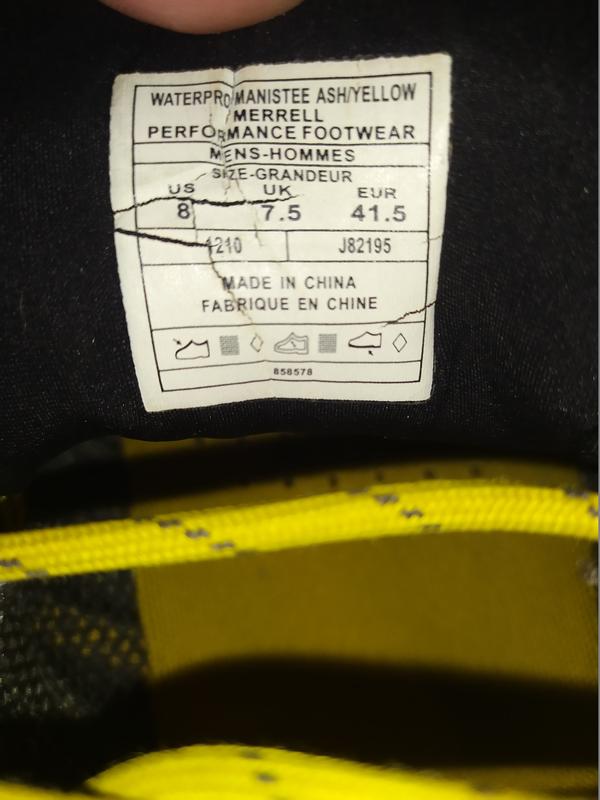 WATERPRO/MANISTEE ASH/YELLOW
MERRELL
PERFORMANCE FOOTWEAR
MENS-HOMMES
SIZE-GRANDEUR
US UK EUR
8 7.5 41.5
1210 J82195
MADE IN CHINA
FABRIQUE EN CHINE
858578